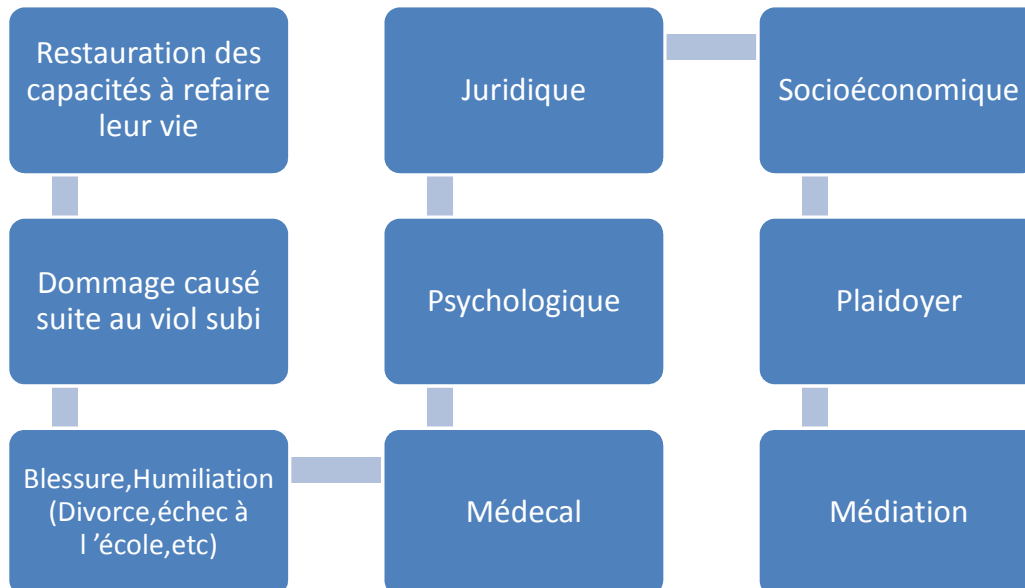 Restauration des
capacités à refaire
leur vie
Dommage causé
suite au viol subi
Blessure,Humiliation
(Divorce,échec à
l ’école,etc)
Médecal
Psychologique
Juridique
Socioéconomique
Plaidoyer
Médiation